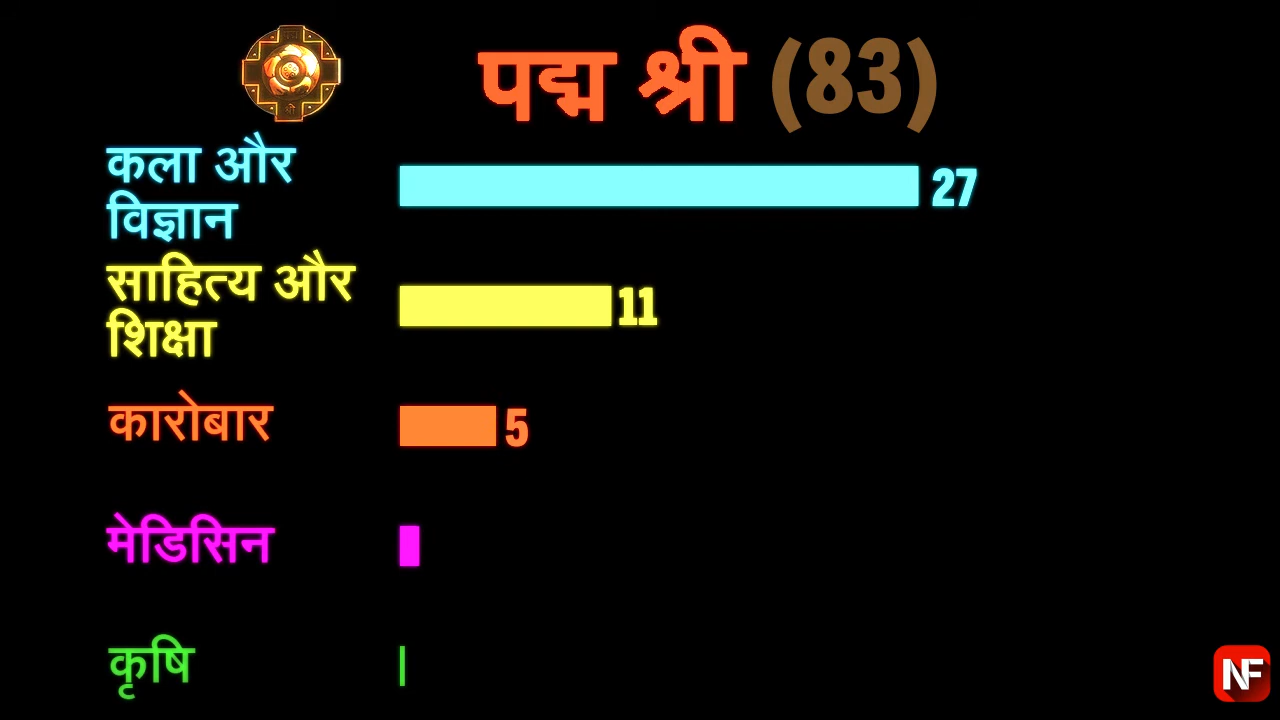 पद्म श्री (83)
कला और
विज्ञान
27
साहित्य और
शिक्षा
11
कारोबार
5
मेडिसिन
कृषि
NF